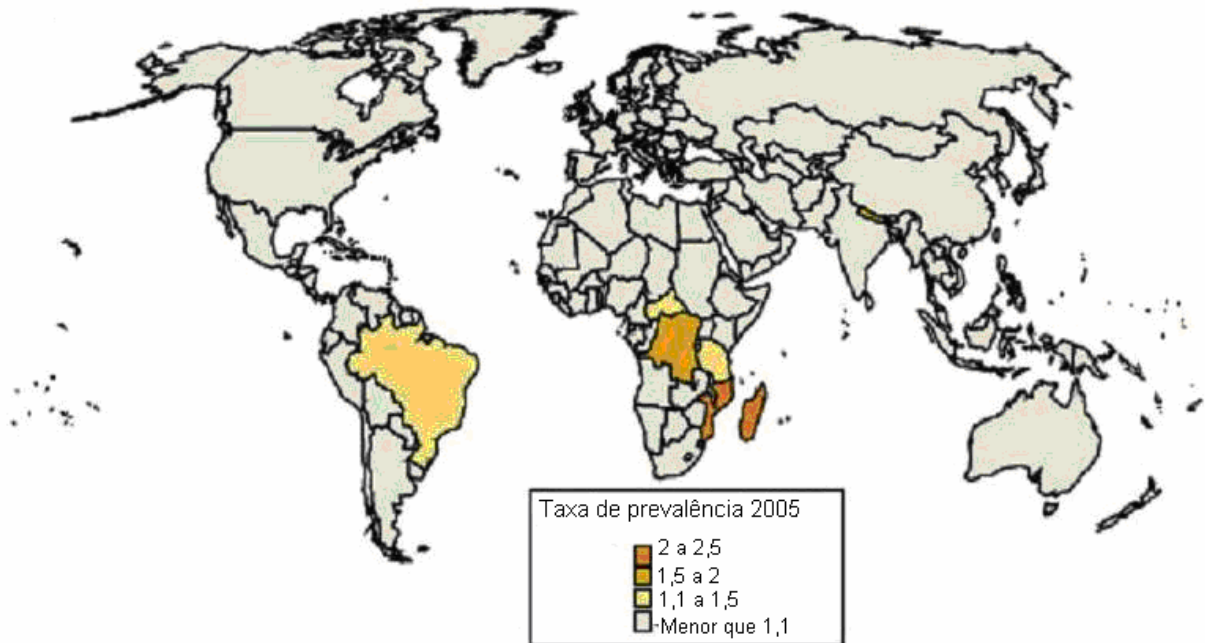 Taxa de prevalência 2005
2 a 2,5
1,5 a 2
1,1 a 1,5
Menor que 1,1